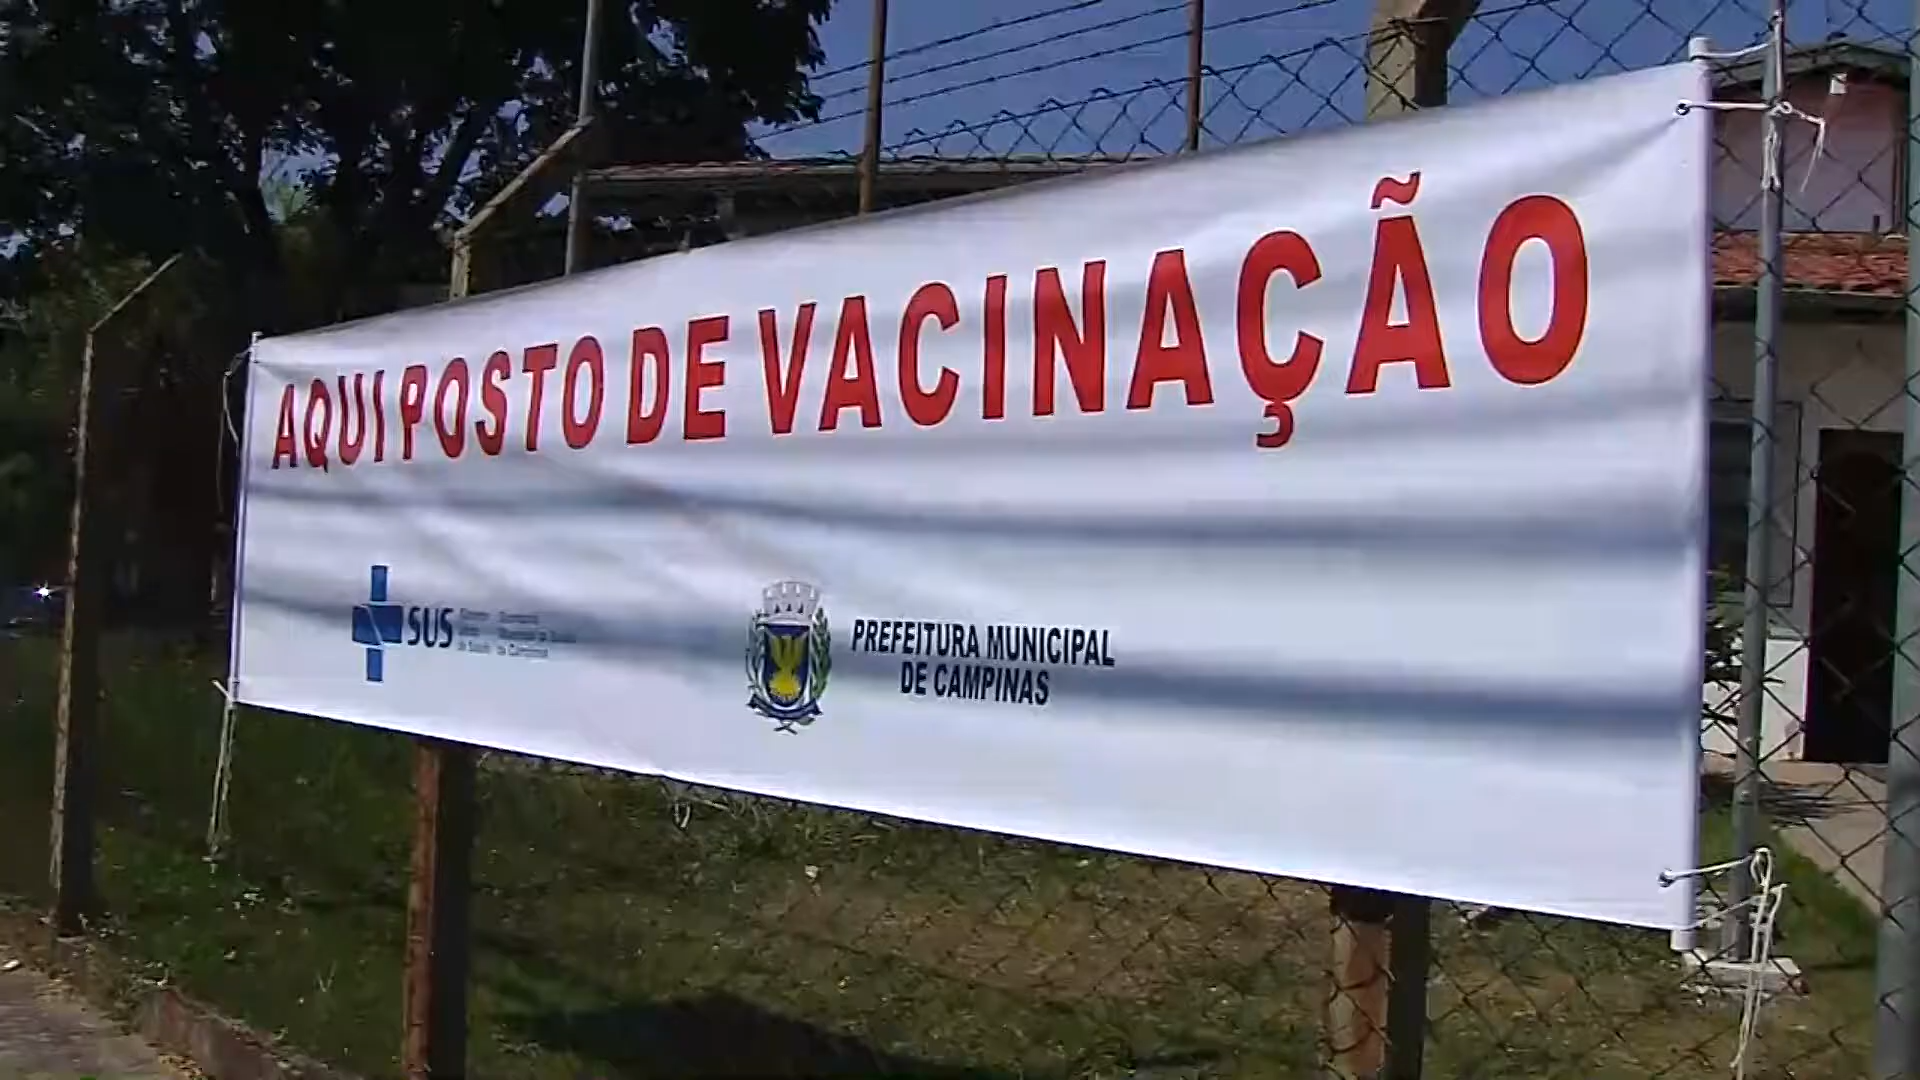 AQUI POSTO DE VACINAÇÃO
SUS
PREFEITURA MUNICIPAL
DE CAMPINAS